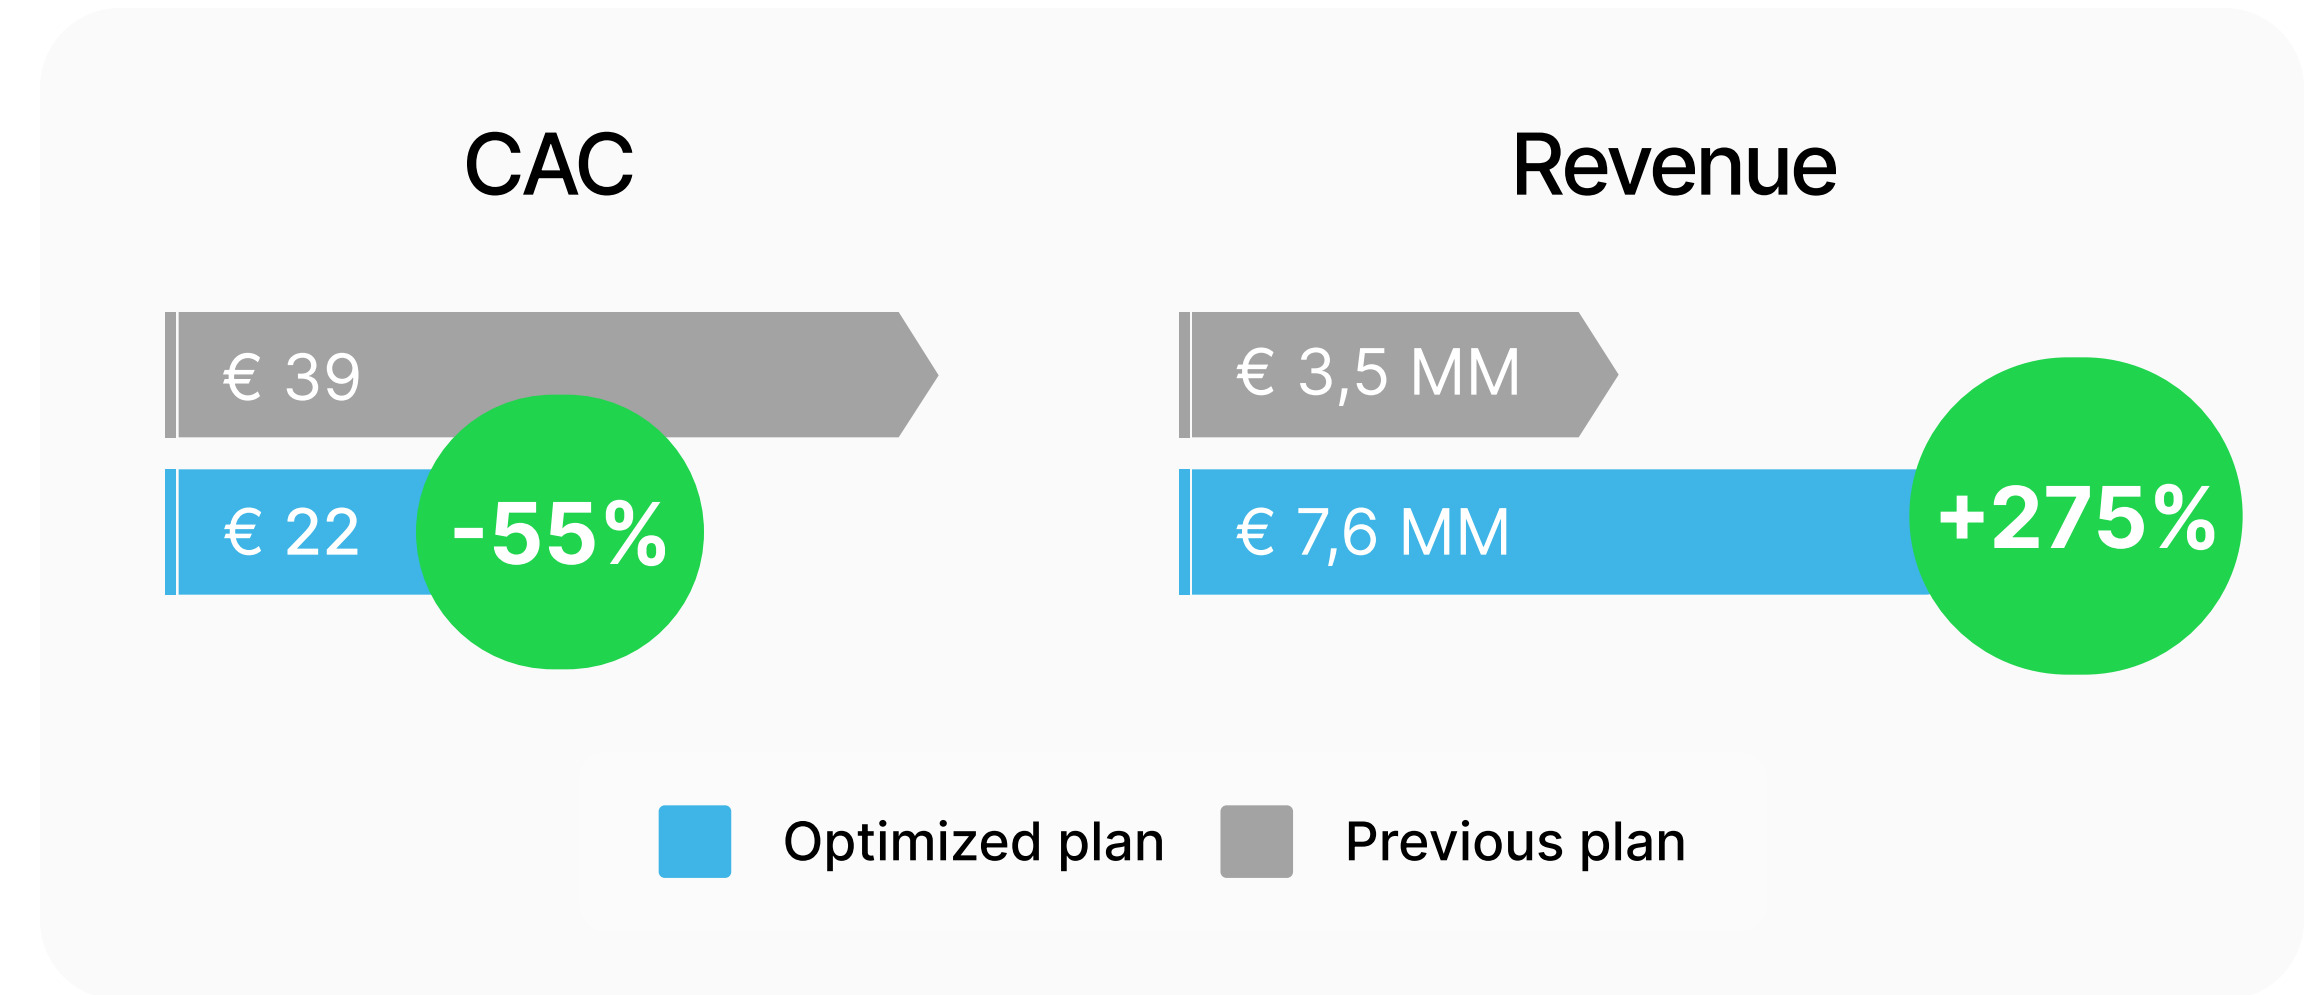 CAC
€ 39
€ 22
-55%
Revenue
€ 3,5 MM
€ 7,6 MM
+275%
Optimized plan
Previous plan